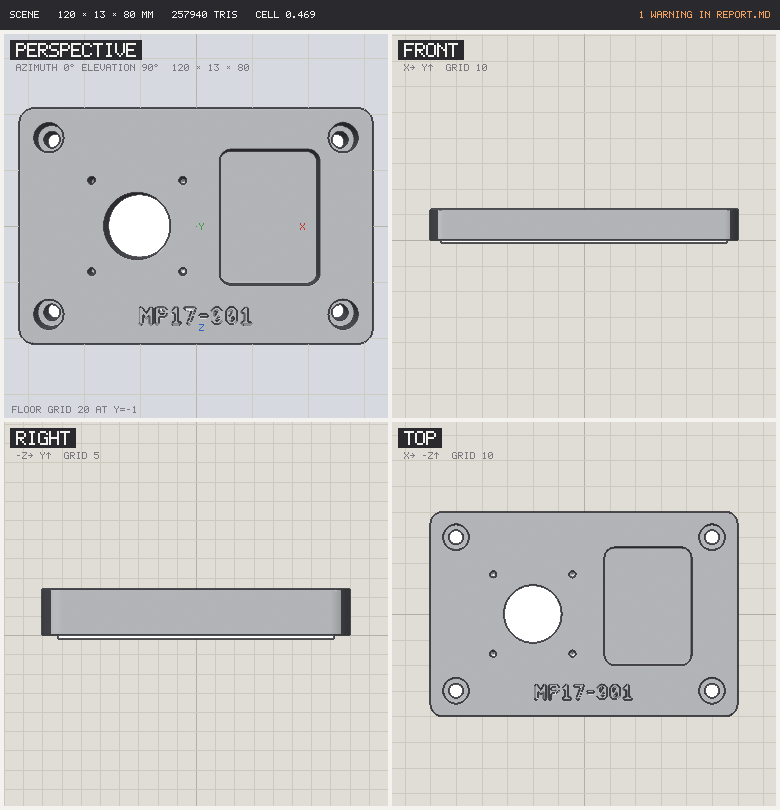 SCENE 120 × 13 × 80 MM 257940 TRIS CELL 0.469 1 WARNING IN REPORT.MD
PERSPECTIVE
AZIMUTH 0° ELEVATION 90° 120 × 13 × 80
Y X
MP17-001
Z
FLOOR GRID 20 AT Y=-1
FRONT
X→ Y↑ GRID 10
RIGHT
-Z→ Y↑ GRID 5
TOP
X→ -Z↑ GRID 10
MP17-001